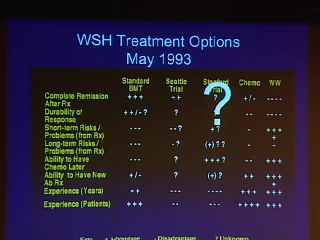 WSH Treatment Options
May 1993
Standard BMT Seattle Trial Stanford Trial Chemo WW
Complete Remission After Rx - - - - - ? + / - - - - -
Durability of Response + + / - ? ? ? - - - - -
Short-term Risks / Problems (from Rx) - - - - - ? + ? - + + + +
Long-term Risks / Problems (from Rx) - - - ? (+) ? ? - + + + +
Ability to Have Chemo Later - - ? + + + ? - + + +
Ability to Have New Ab Rx + / - ? (+) ? + + + + + +
Experience (Years) + + - - - - - + + + + + +
Experience (Patients) + + + - - - - - + + + + + + + +
?
Key: + Advantage - Disadvantage ? Unknown